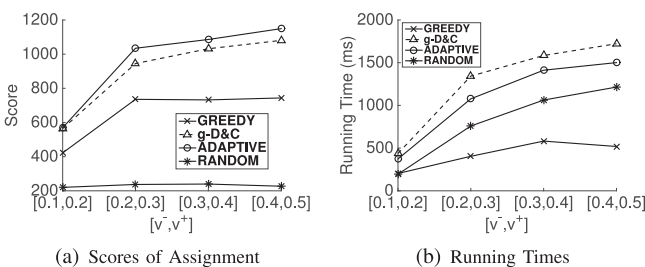 1200
1000
800
600
400
200
Score
GREEDY
g-D&C
ADAPTIVE
RANDOM
[0.1,0.2] [0.2,0.3] [0.3,0.4] [0.4,0.5]
[v⁻,v⁺]
(a) Scores of Assignment
2000
1500
1000
500
0
Running Time (ms)
GREEDY
g-D&C
ADAPTIVE
RANDOM
[0.1,0.2] [0.2,0.3] [0.3,0.4] [0.4,0.5]
[v⁻,v⁺]
(b) Running Times